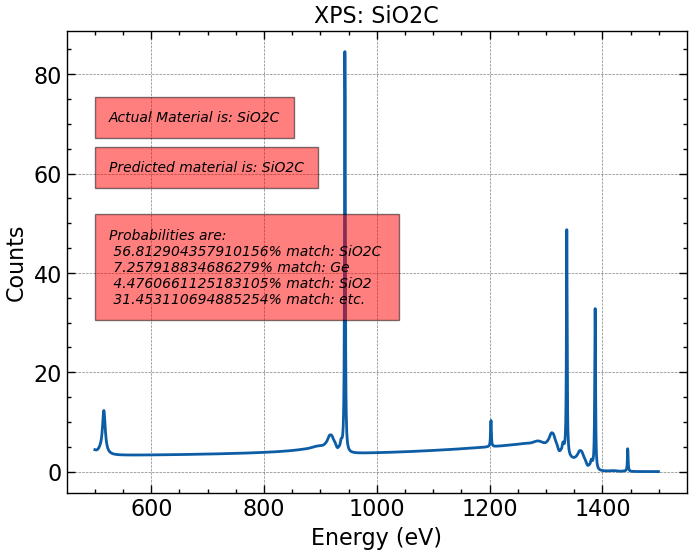 XPS: SiO2C
Actual Material is: SiO2C
Predicted material is: SiO2C
Probabilities are:
56.812904357910156% match: SiO2C
7.257918834686279% match: Ge
4.4760661125183105% match: SiO2
31.453110694885254% match: etc.
Counts
80
60
40
20
0
600
800
1000
1200
1400
Energy (eV)